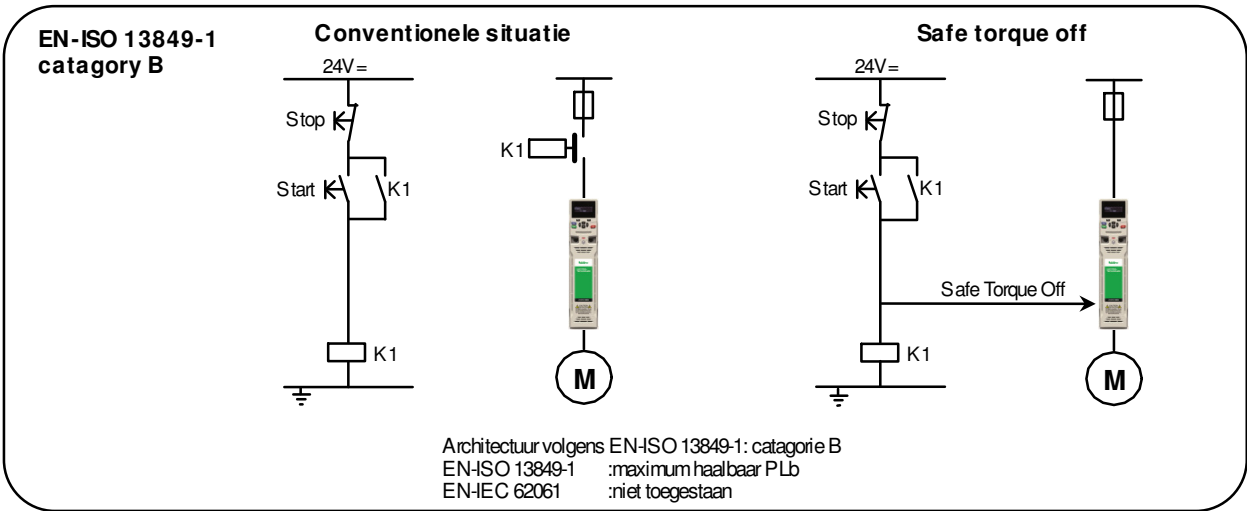 EN-ISO 13849-1
catagory B
Conventionele situatie
24V=
Stop
Start
K1
K1
K1
M
Safe torque off
24V=
Stop
Start
K1
Safe Torque Off
K1
M
Architectuur volgens EN-ISO 13849-1: catagorie B
EN-ISO 13849-1 :maximum haalbaar PLb
EN-IEC 62061 :niet toegestaan